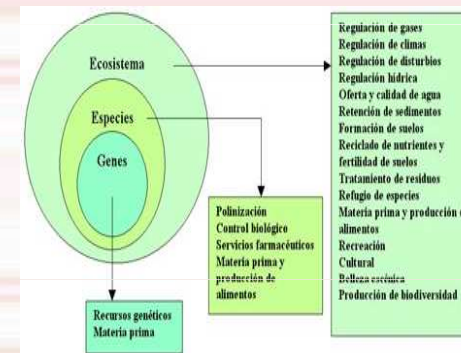 Ecosistema
Especies
Genes
Recursos genéticos
Materia prima
Polinización
Control biológico
Servicios farmacéuticos
Materia prima y
producción de
alimentos
Regulación de gases
Regulación de climas
Regulación de disturbios
Regulación hídrica
Oferta y calidad de agua
Retención de sedimentos
Formación de suelos
Reciclado de nutrientes y
fertilidad de suelos
Tratamiento de residuos
Refugio de especies
Materia prima y producción de
alimentos
Recreación
Cultural
Belleza escénica
Producción de biodiversidad